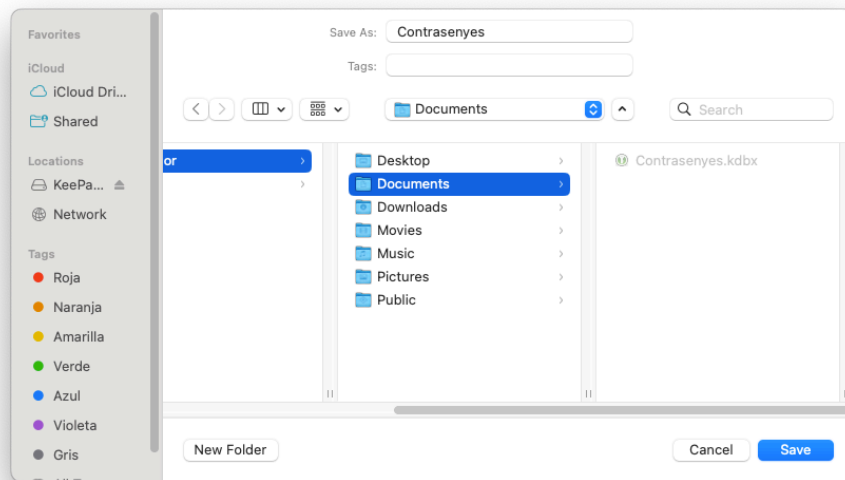 Favorites
iCloud
iCloud Dri...
Shared
Locations
KeePa...
Network
Tags
Roja
Naranja
Amarilla
Verde
Azul
Violeta
Gris
Save As: Contrasenyes
Tags:
Documents
Search
or
Desktop
Documents
Downloads
Movies
Music
Pictures
Public
Contrasenyes.kdbx
New Folder
Cancel
Save